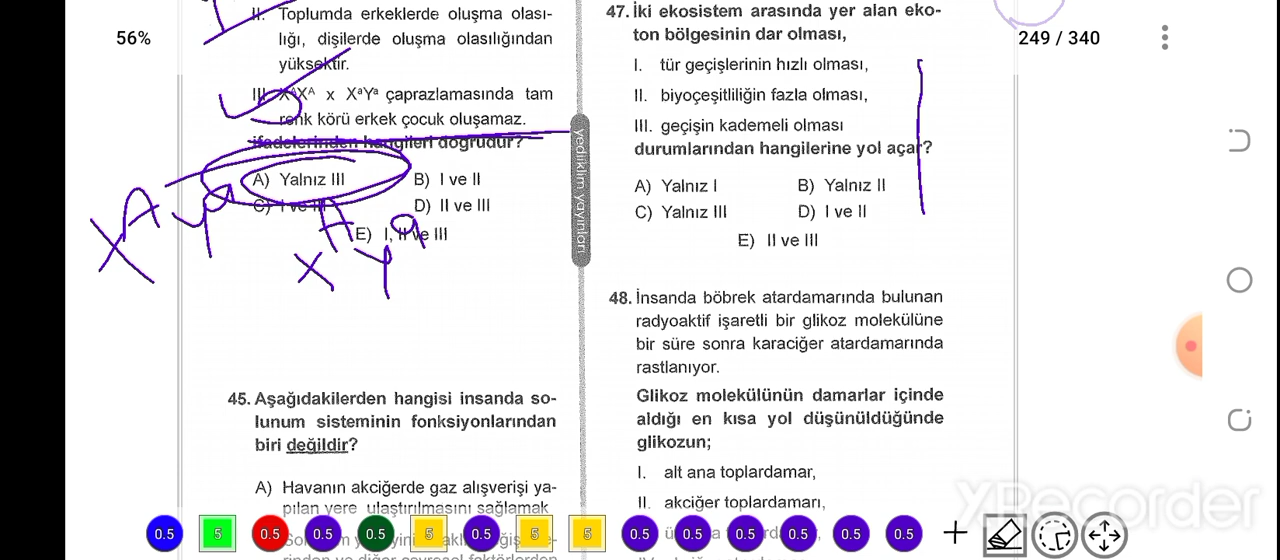 56%
249 / 340
II. Toplumda erkeklerde oluşma olası-
lığı, dişilerde oluşma olasılığından
yüksektir.
III. XᴬXᴬ x XᵃYᵃ çaprazlamasında tam
renk körü erkek çocuk oluşamaz.
ifadelerinden hangileri doğrudur?
A) Yalnız III
B) I ve II
C) I ve III
D) II ve III
E) I, II ve III
Xᴬ Yᵃ
Xᴬ Yᵃ
45. Aşağıdakilerden hangisi insanda so-
lunum sisteminin fonksiyonlarından
biri değildir?
A) Havanın akciğerde gaz alışverişi ya-
pılan yere ulaştırılmasını sağlamak
yediiklim yayınları
47. İki ekosistem arasında yer alan eko-
ton bölgesinin dar olması,
I. tür geçişlerinin hızlı olması,
II. biyoçeşitliliğin fazla olması,
III. geçişin kademeli olması
durumlarından hangilerine yol açar?
A) Yalnız I
B) Yalnız II
C) Yalnız III
D) I ve II
E) II ve III
48. İnsanda böbrek atardamarında bulunan
radyoaktif işaretli bir glikoz molekülüne
bir süre sonra karaciğer atardamarında
rastlanıyor.
Glikoz molekülünün damarlar içinde
aldığı en kısa yol düşünüldüğünde
glikozun;
I. alt ana toplardamar,
II. akciğer toplardamarı,
0.5 5 0.5 0.5 0.5 5 0.5 5 5 0.5 0.5 0.5 0.5 0.5 0.5
XRecorder